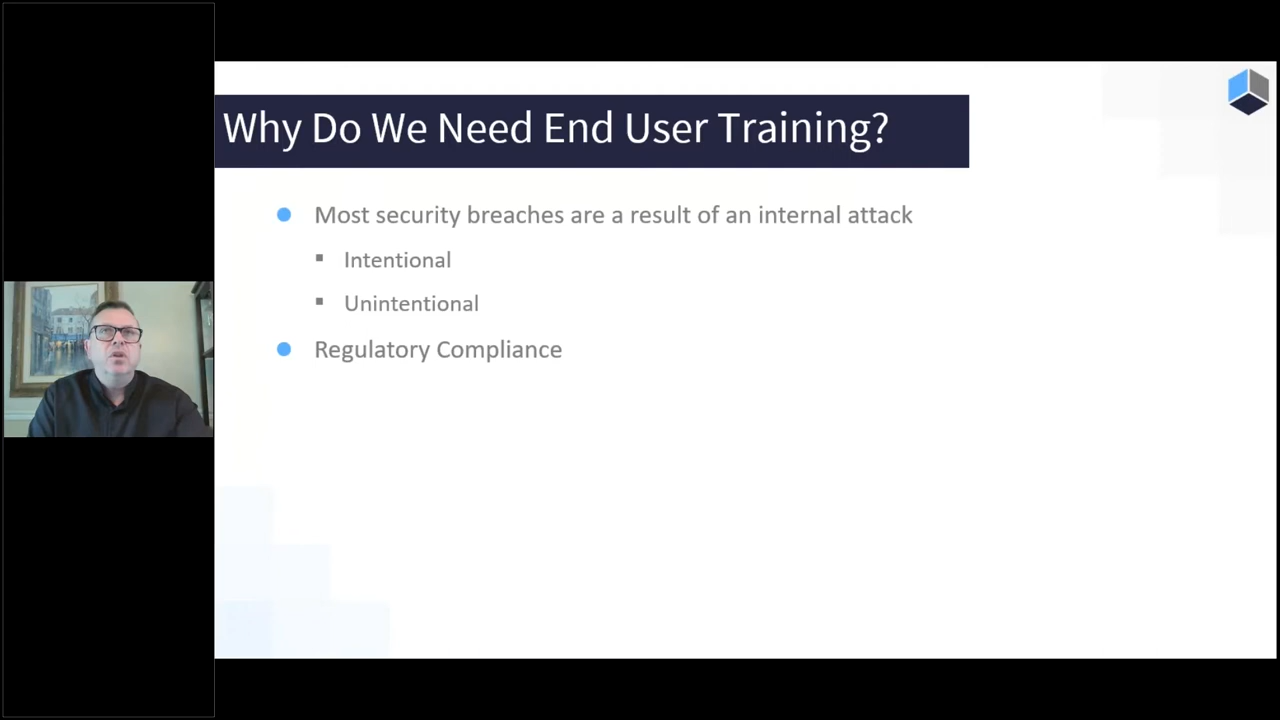 Why Do We Need End User Training?
Most security breaches are a result of an internal attack
Intentional
Unintentional
Regulatory Compliance